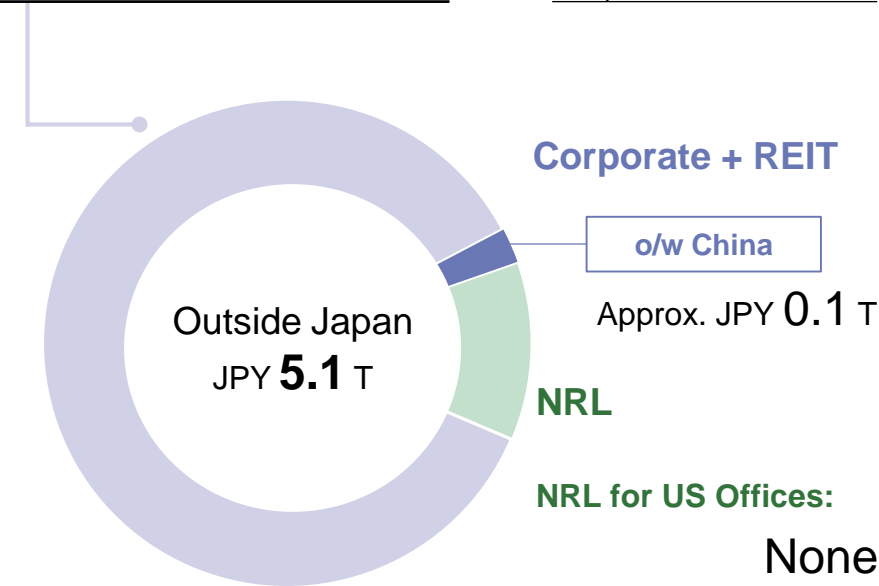 Corporate + REIT
o/w China
Approx. JPY 0.1 T
Outside Japan
JPY 5.1 T
NRL
NRL for US Offices:
None